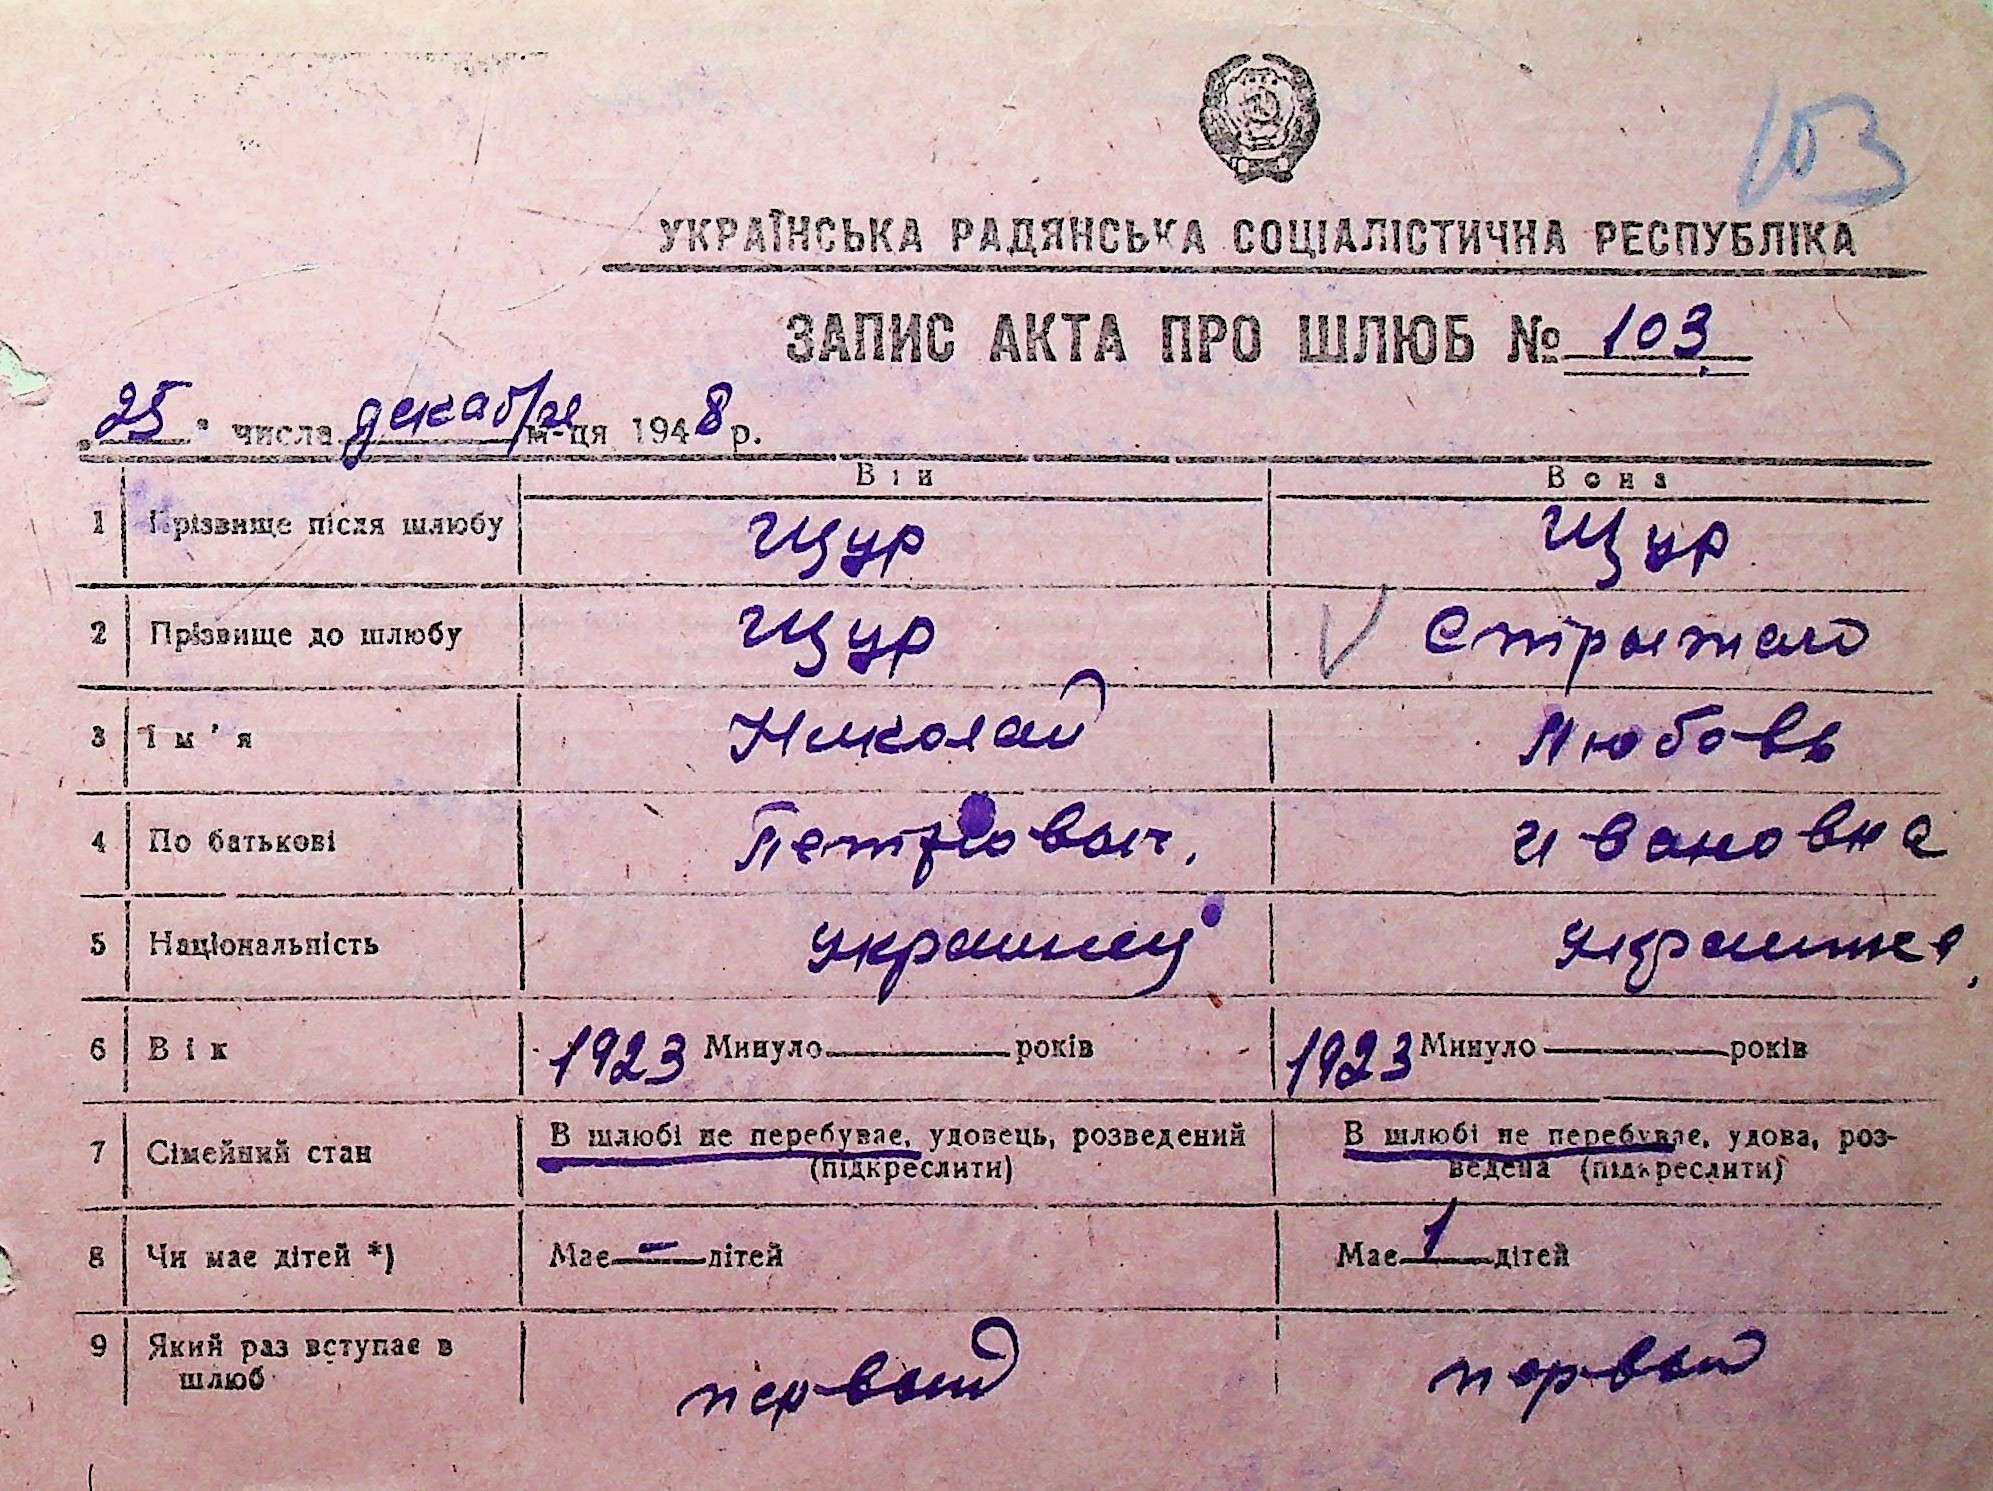 103
УКРАЇНСЬКА РАДЯНСЬКА СОЦІАЛІСТИЧНА РЕСПУБЛІКА
ЗАПИС АКТА ПРО ШЛЮБ № 103
„25" числа декабря м-ця 1948 р.
Він Вона
1 Прізвище після шлюбу Щур Щур
2 Прізвище до шлюбу Щур
3 Ім'я Николай Любовь
4 По батькові Петровыч. Ивановна
5 Національність украинец украинка
6 Вік 1923 Минуло років 1923 Минуло років
7 Сімейний стан В шлюбі не перебуває, удовець, розведений (підкреслити) В шлюбі не перебуває, удова, роз-
ведена (підкреслити)
8 Чи має дітей *) Має — дітей Має 1 дітей
9 Який раз вступає в
шлюб первый первый